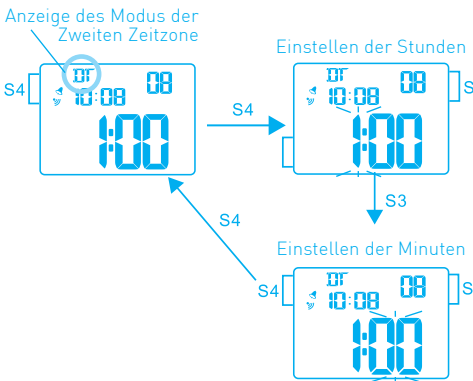 Anzeige des Modus der
Zweiten Zeitzone
DT
10:08
08
1:00
S4
S4
Einstellen der Stunden
DT
10:08
08
1:00
S
S3
S4
Einstellen der Minuten
DT
10:08
08
1:00
S4
S